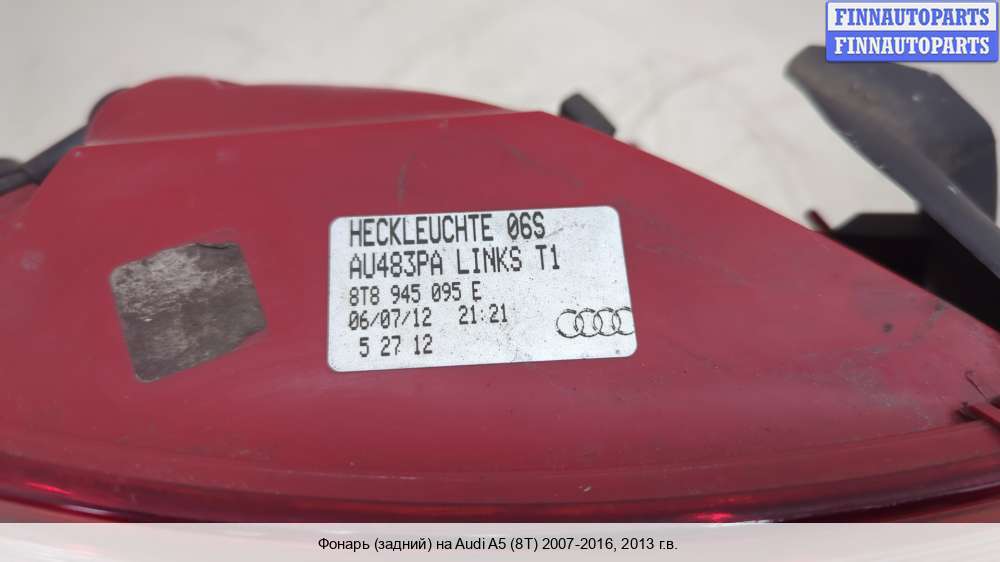 FINNAUTOPARTS
FINNAUTOPARTS
HECKLEUCHTE 06S
AU483PA LINKS T1
8T8 945 095 E
06/07/12 21:21
5 27 12
Фонарь (задний) на Audi A5 (8T) 2007-2016, 2013 г.в.